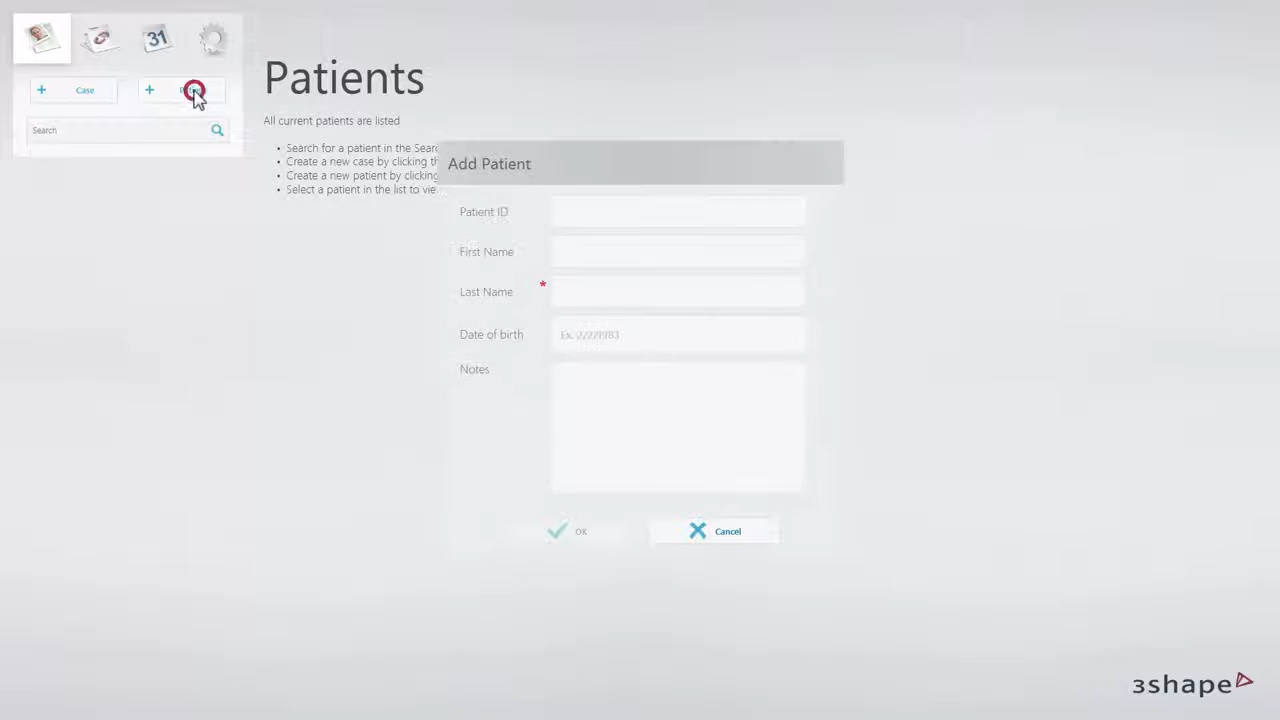 31
Patients
+ Case
+
All current patients are listed
Search
• Search for a patient in the Sear
• Create a new case by clicking th
• Create a new patient by clicking
• Select a patient in the list to vie
Add Patient
Patient ID
First Name
Last Name *
Date of birth
Notes
OK
Cancel
3shape